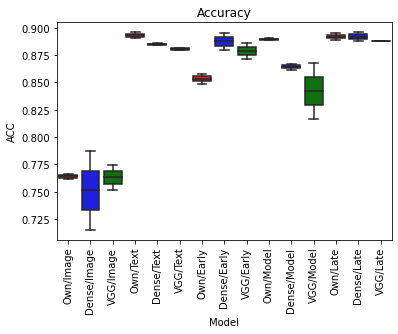 Accuracy
0.900
0.875
0.850
0.825
0.800
0.775
0.750
0.725
ACC
Own/Image
Dense/Image
VGG/Image
Own/Text
Dense/Text
VGG/Text
Own/Early
Dense/Early
VGG/Early
Own/Model
Dense/Model
VGG/Model
Own/Late
Dense/Late
VGG/Late
Model